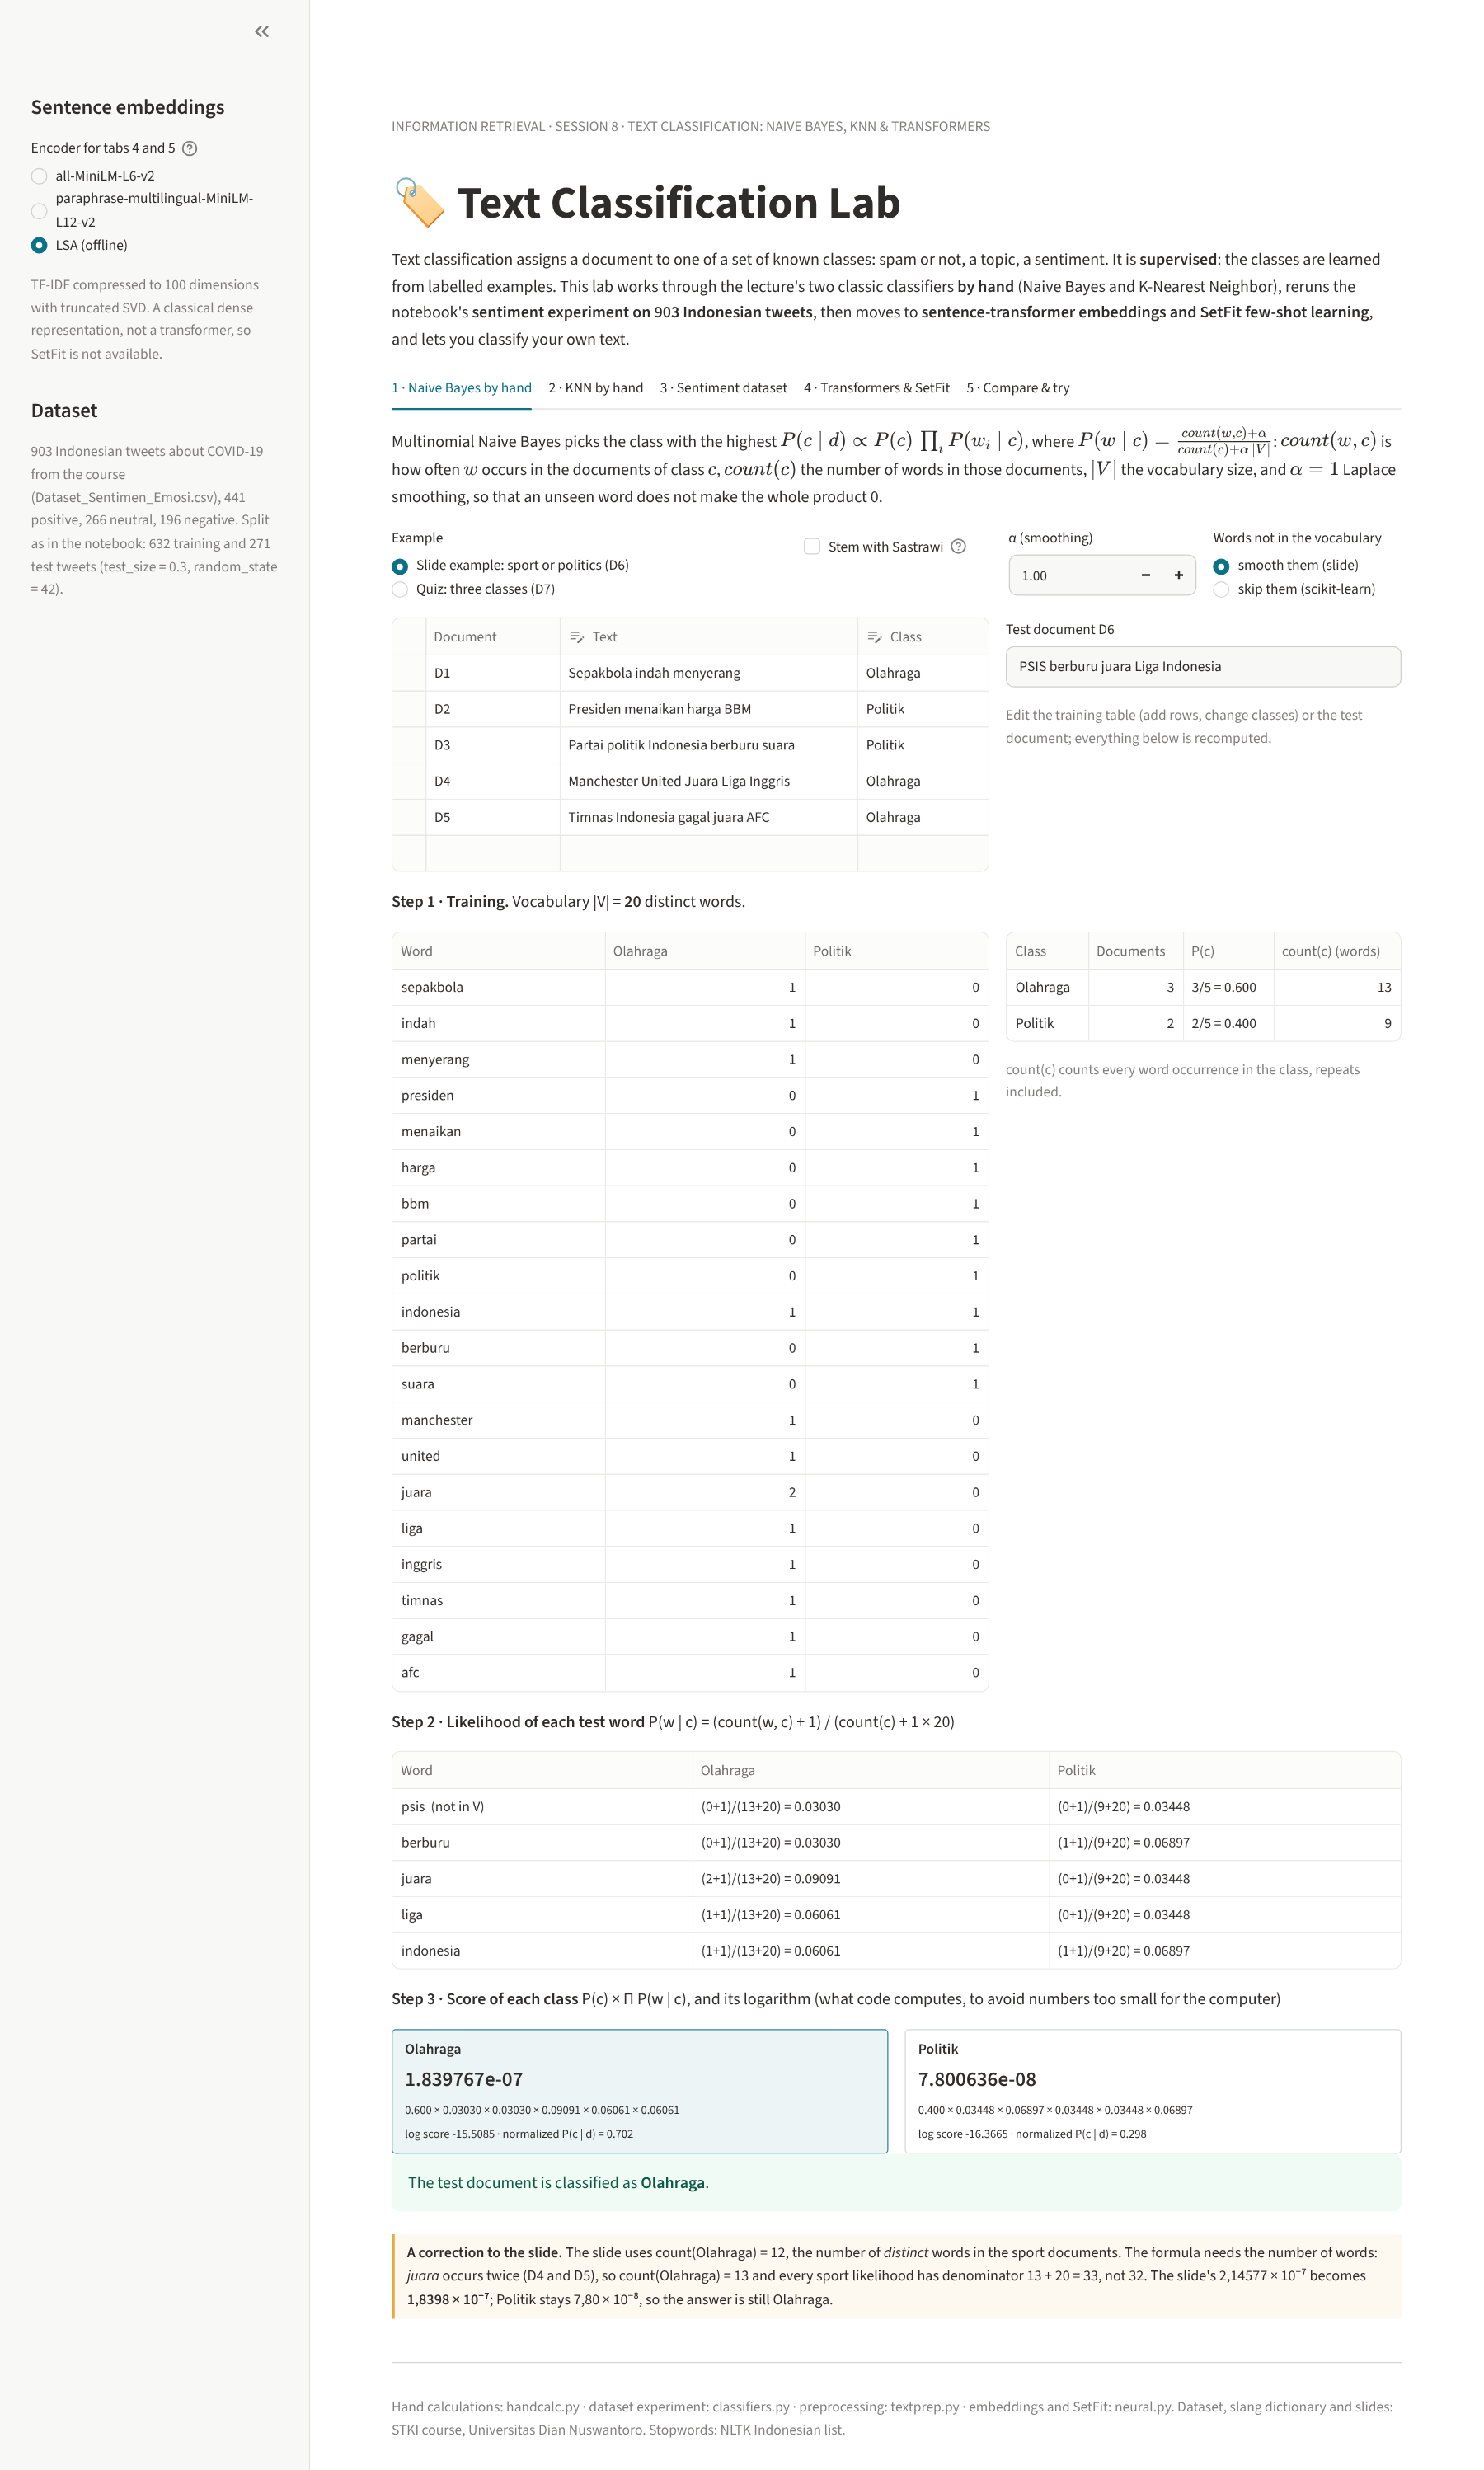 Sentence embeddings
Encoder for tabs 4 and 5
all-MiniLM-L6-v2
paraphrase-multilingual-MiniLM-
L12-v2
LSA (offline)
TF-IDF compressed to 100 dimensions
with truncated SVD. A classical dense
representation, not a transformer, so
SetFit is not available.
Dataset
903 Indonesian tweets about COVID-19
from the course
(Dataset_Sentimen_Emosi.csv), 441
positive, 266 neutral, 196 negative. Split
as in the notebook: 632 training and 271
test tweets (test_size = 0.3, random_state
= 42).
INFORMATION RETRIEVAL · SESSION 8 · TEXT CLASSIFICATION: NAIVE BAYES, KNN & TRANSFORMERS
Text Classification Lab
Text classification assigns a document to one of a set of known classes: spam or not, a topic, a sentiment. It is supervised: the classes are learned
from labelled examples. This lab works through the lecture's two classic classifiers by hand (Naive Bayes and K-Nearest Neighbor), reruns the
notebook's sentiment experiment on 903 Indonesian tweets, then moves to sentence-transformer embeddings and SetFit few-shot learning,
and lets you classify your own text.
1 · Naive Bayes by hand 2 · KNN by hand 3 · Sentiment dataset 4 · Transformers & SetFit 5 · Compare & try
Multinomial Naive Bayes picks the class with the highest P(c | d) ∝ P(c) ∏ᵢ P(wᵢ | c), where P(w | c) = count(w,c)+α / count(c)+α |V| : count(w, c) is
how often w occurs in the documents of class c, count(c) the number of words in those documents, |V| the vocabulary size, and α = 1 Laplace
smoothing, so that an unseen word does not make the whole product 0.
Example
Slide example: sport or politics (D6)
Quiz: three classes (D7)
Stem with Sastrawi
α (smoothing)
1.00
Words not in the vocabulary
smooth them (slide)
skip them (scikit-learn)
Document Text Class
D1 Sepakbola indah menyerang Olahraga
D2 Presiden menaikan harga BBM Politik
D3 Partai politik Indonesia berburu suara Politik
D4 Manchester United Juara Liga Inggris Olahraga
D5 Timnas Indonesia gagal juara AFC Olahraga
Test document D6
PSIS berburu juara Liga Indonesia
Edit the training table (add rows, change classes) or the test
document; everything below is recomputed.
Step 1 · Training. Vocabulary |V| = 20 distinct words.
Word Olahraga Politik
sepakbola 1 0
indah 1 0
menyerang 1 0
presiden 0 1
menaikan 0 1
harga 0 1
bbm 0 1
partai 0 1
politik 0 1
indonesia 1 1
berburu 0 1
suara 0 1
manchester 1 0
united 1 0
juara 2 0
liga 1 0
inggris 1 0
timnas 1 0
gagal 1 0
afc 1 0
Class Documents P(c) count(c) (words)
Olahraga 3 3/5 = 0.600 13
Politik 2 2/5 = 0.400 9
count(c) counts every word occurrence in the class, repeats
included.
Step 2 · Likelihood of each test word P(w | c) = (count(w, c) + 1) / (count(c) + 1 × 20)
Word Olahraga Politik
psis (not in V) (0+1)/(13+20) = 0.03030 (0+1)/(9+20) = 0.03448
berburu (0+1)/(13+20) = 0.03030 (1+1)/(9+20) = 0.06897
juara (2+1)/(13+20) = 0.09091 (0+1)/(9+20) = 0.03448
liga (1+1)/(13+20) = 0.06061 (0+1)/(9+20) = 0.03448
indonesia (1+1)/(13+20) = 0.06061 (1+1)/(9+20) = 0.06897
Step 3 · Score of each class P(c) × Π P(w | c), and its logarithm (what code computes, to avoid numbers too small for the computer)
Olahraga
1.839767e-07
0.600 × 0.03030 × 0.03030 × 0.09091 × 0.06061 × 0.06061
log score -15.5085 · normalized P(c | d) = 0.702
Politik
7.800636e-08
0.400 × 0.03448 × 0.06897 × 0.03448 × 0.03448 × 0.06897
log score -16.3665 · normalized P(c | d) = 0.298
The test document is classified as Olahraga.
A correction to the slide. The slide uses count(Olahraga) = 12, the number of distinct words in the sport documents. The formula needs the number of words:
juara occurs twice (D4 and D5), so count(Olahraga) = 13 and every sport likelihood has denominator 13 + 20 = 33, not 32. The slide's 2,14577 × 10⁻⁷ becomes
1,8398 × 10⁻⁷; Politik stays 7,80 × 10⁻⁸, so the answer is still Olahraga.
Hand calculations: handcalc.py · dataset experiment: classifiers.py · preprocessing: textprep.py · embeddings and SetFit: neural.py. Dataset, slang dictionary and slides:
STKI course, Universitas Dian Nuswantoro. Stopwords: NLTK Indonesian list.